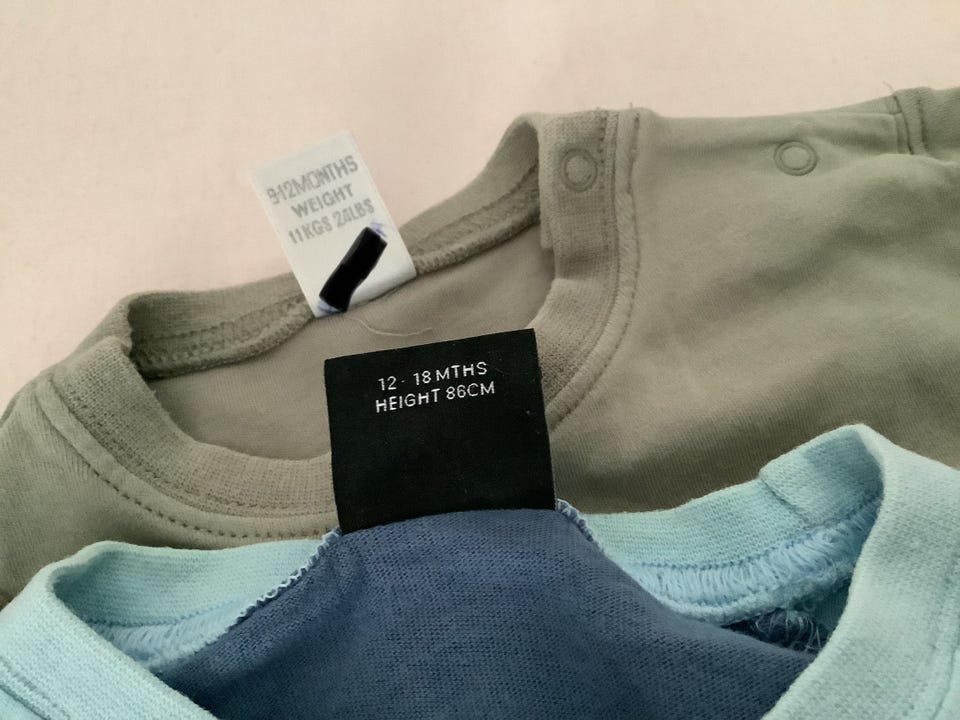 9-12MONTHS
WEIGHT
11KGS 24LBS
12 - 18 MTHS
HEIGHT 86CM